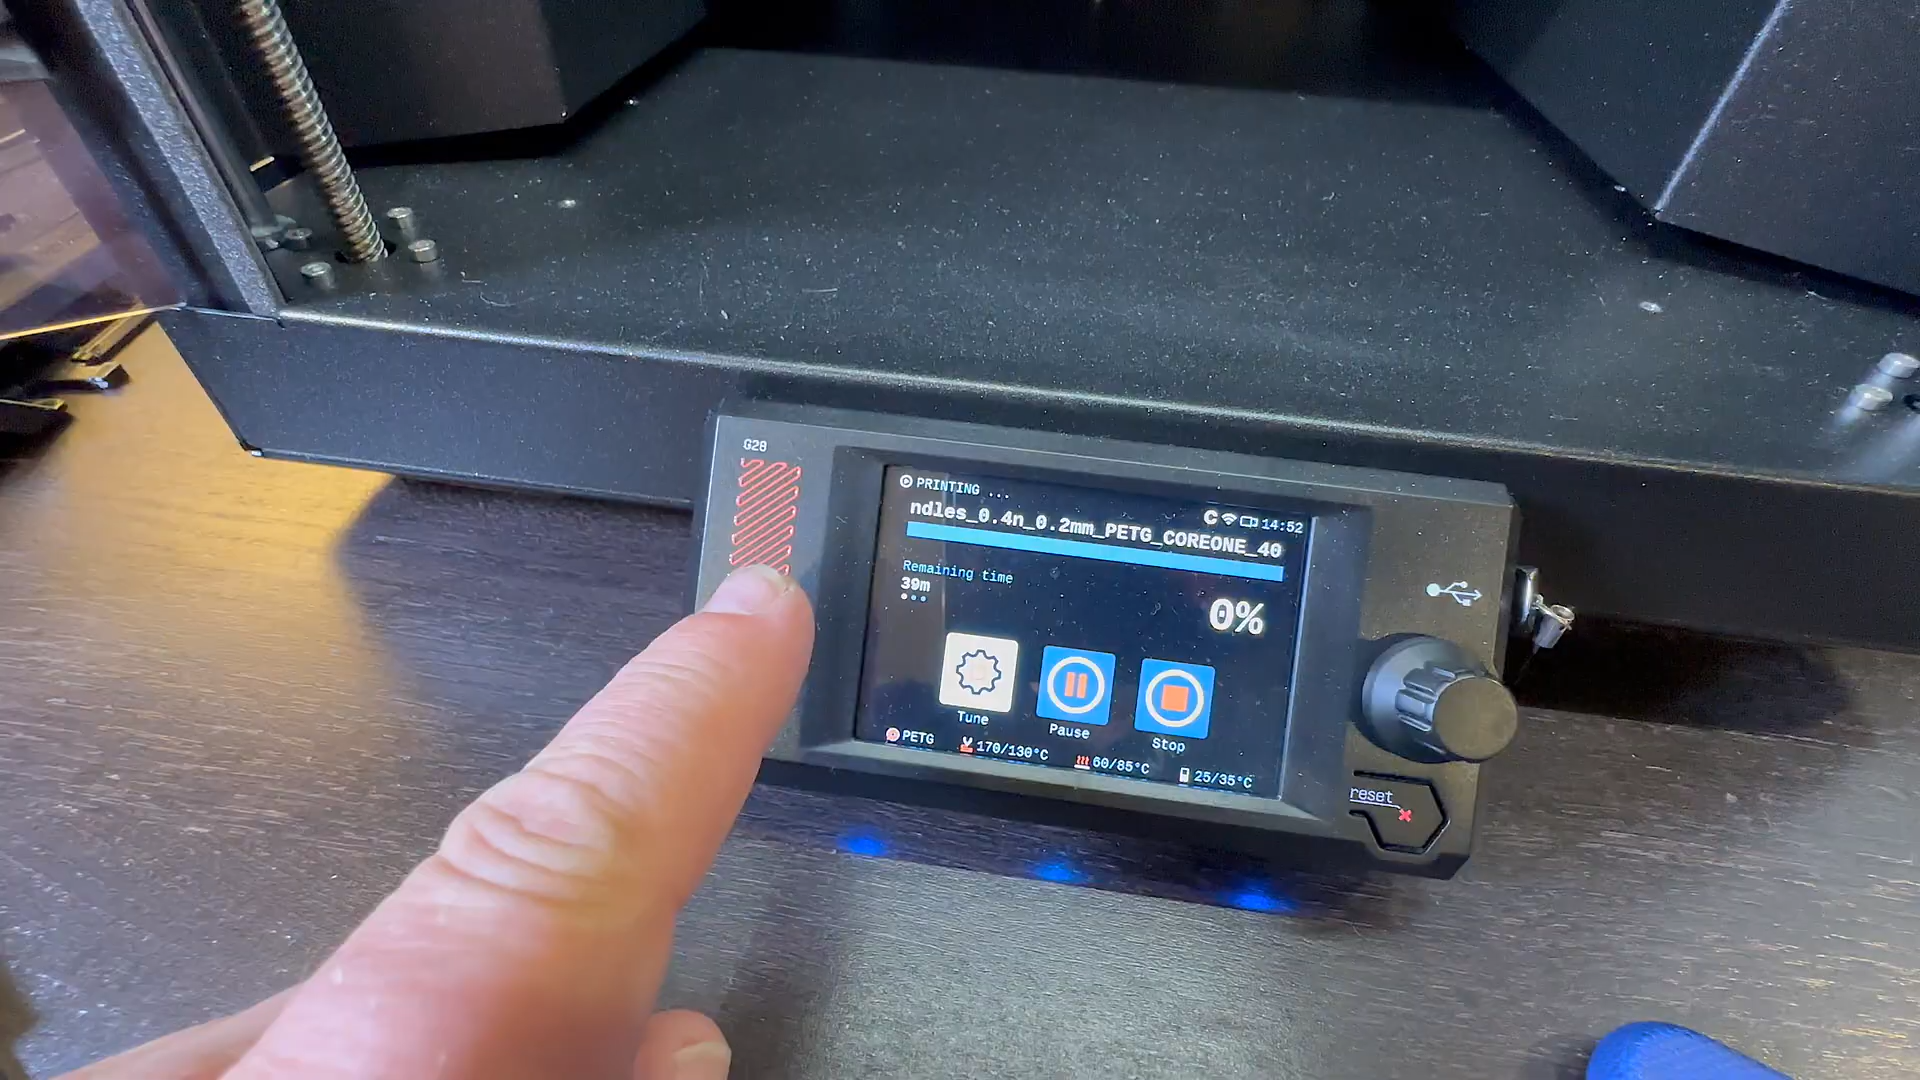 G28
PRINTING ...
C 14:52
ndles_0.4n_0.2mm_PETG_COREONE_40
Remaining time
39m
0%
Tune
Pause
Stop
PETG
170/130°C
60/85°C
25/35°C
reset